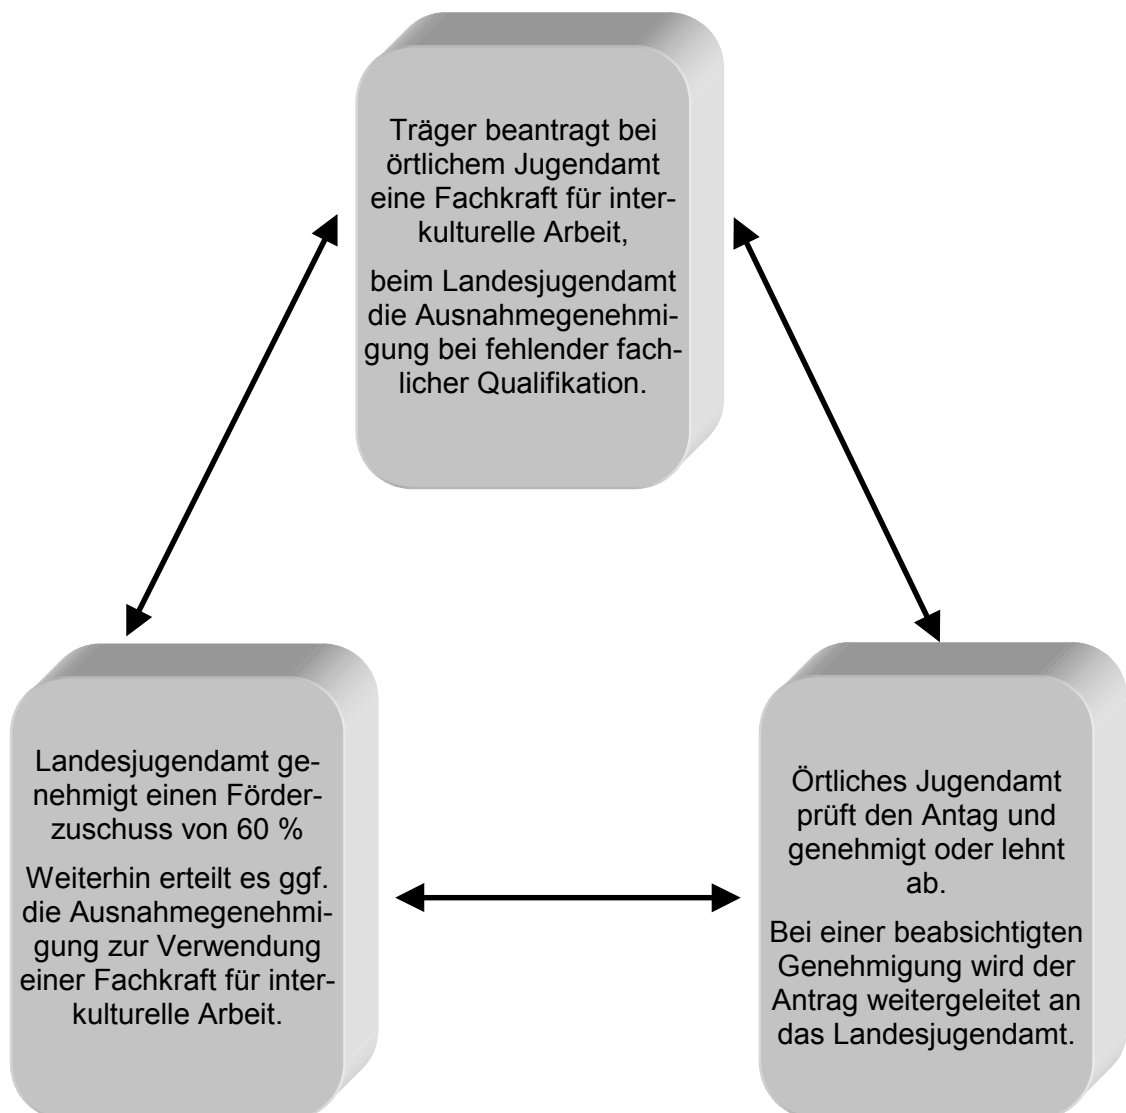 Träger beantragt bei
örtlichem Jugendamt
eine Fachkraft für inter-
kulturelle Arbeit,
beim Landesjugendamt
die Ausnahmegenehmi-
gung bei fehlender fach-
licher Qualifikation.
Landesjugendamt ge-
nehmigt einen Förder-
zuschuss von 60 %
Weiterhin erteilt es ggf.
die Ausnahmegenehmi-
gung zur Verwendung
einer Fachkraft für inter-
kulturelle Arbeit.
Örtliches Jugendamt
prüft den Antag und
genehmigt oder lehnt
ab.
Bei einer beabsichtigten
Genehmigung wird der
Antrag weitergeleitet an
das Landesjugendamt.